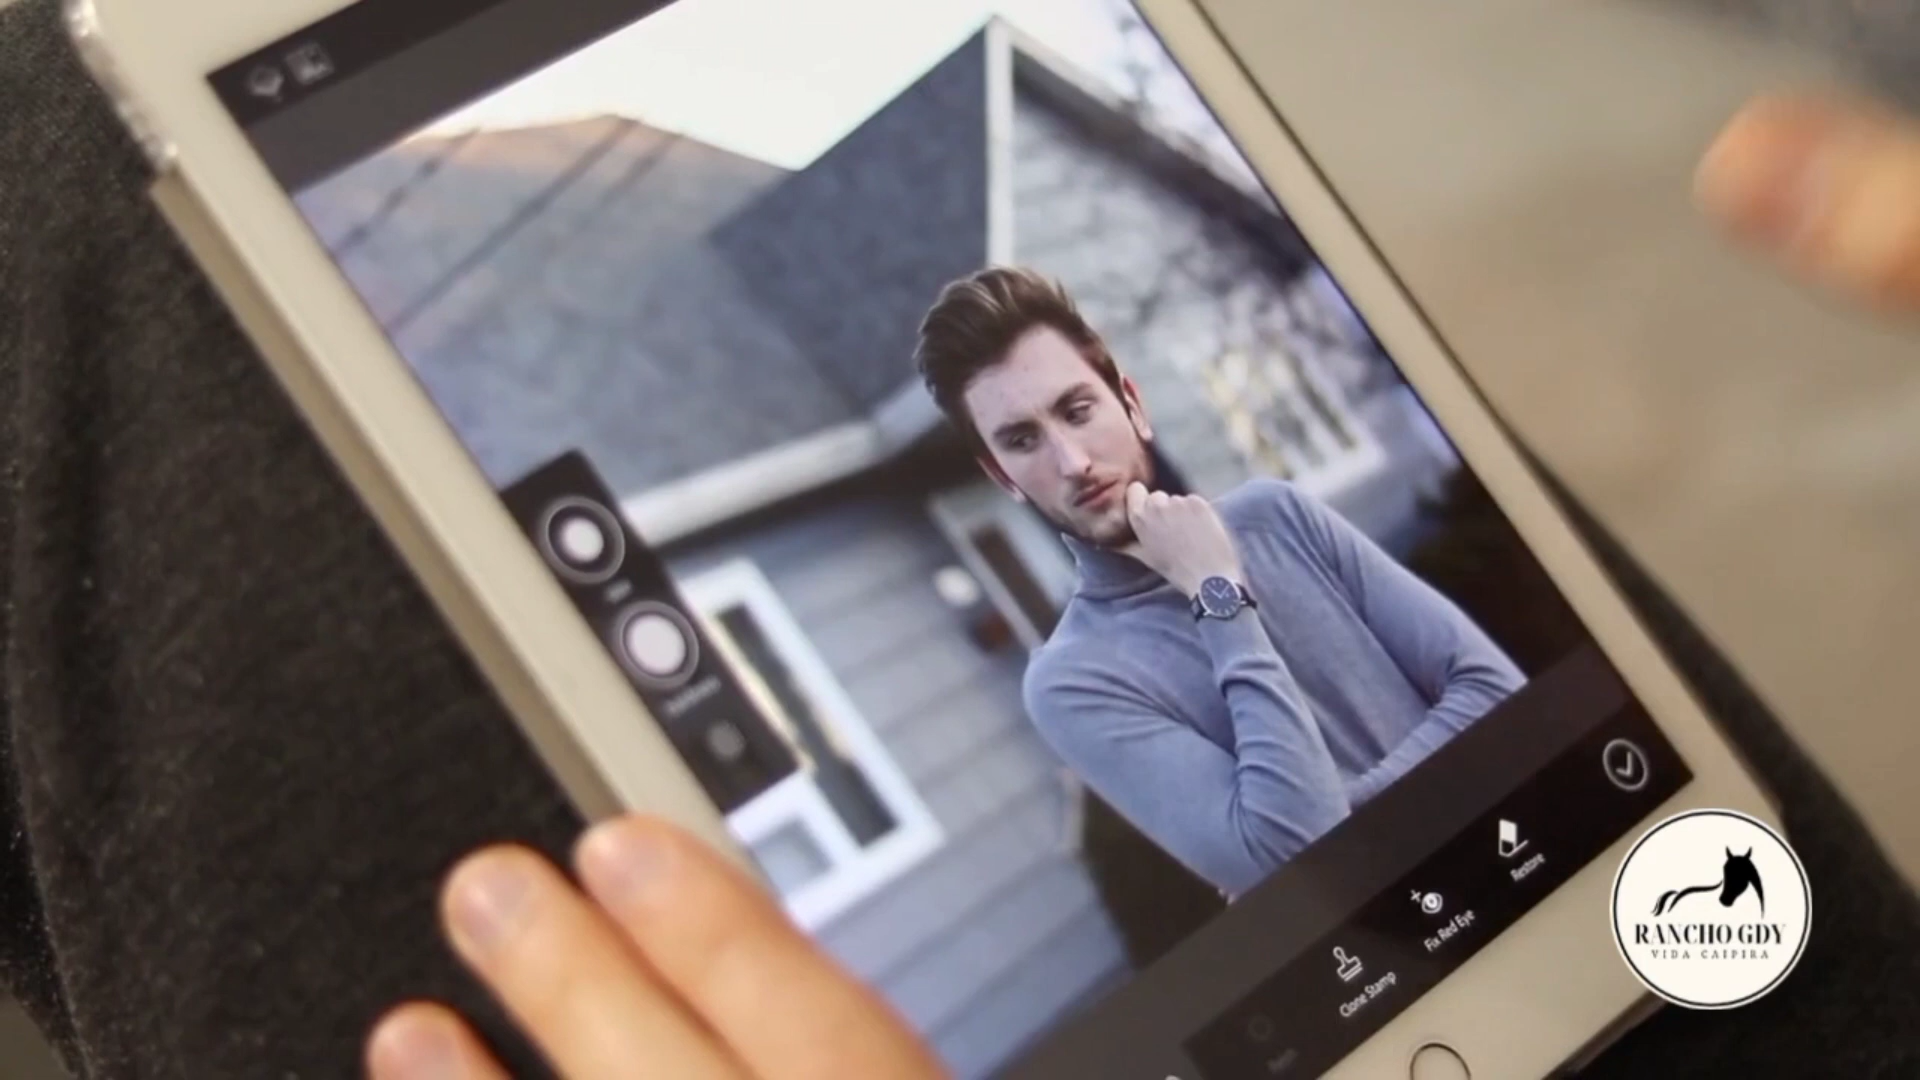 Restore
Fix Red Eye
Clone Stamp
RANCHO GDY
VIDA CAIPIRA